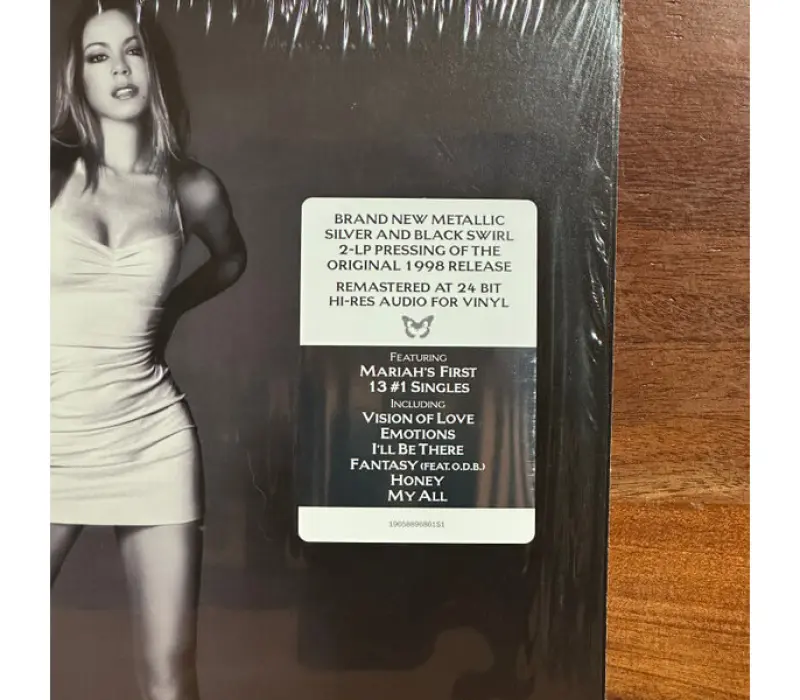 BRAND NEW METALLIC
SILVER AND BLACK SWIRL
2-LP PRESSING OF THE
ORIGINAL 1998 RELEASE
REMASTERED AT 24 BIT
HI-RES AUDIO FOR VINYL
FEATURING
MARIAH'S FIRST
13 #1 SINGLES
INCLUDING
VISION OF LOVE
EMOTIONS
I'LL BE THERE
FANTASY (FEAT. O.D.B.)
HONEY
MY ALL